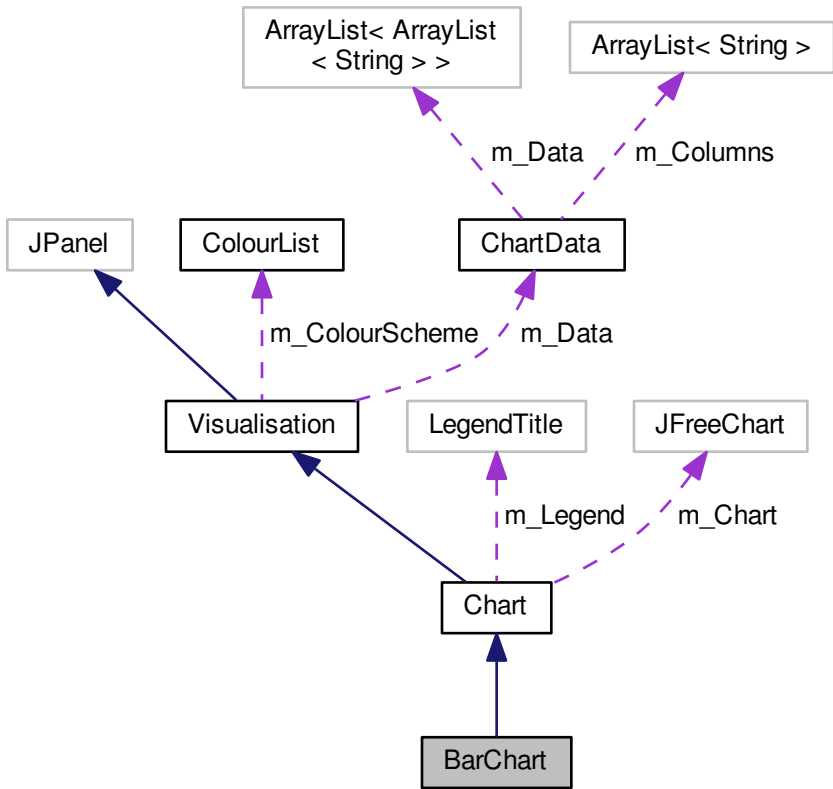 ArrayList< ArrayList
< String > >
ArrayList< String >
m_Data
m_Columns
JPanel
ColourList
ChartData
m_ColourScheme
m_Data
Visualisation
LegendTitle
JFreeChart
m_Legend
m_Chart
Chart
BarChart